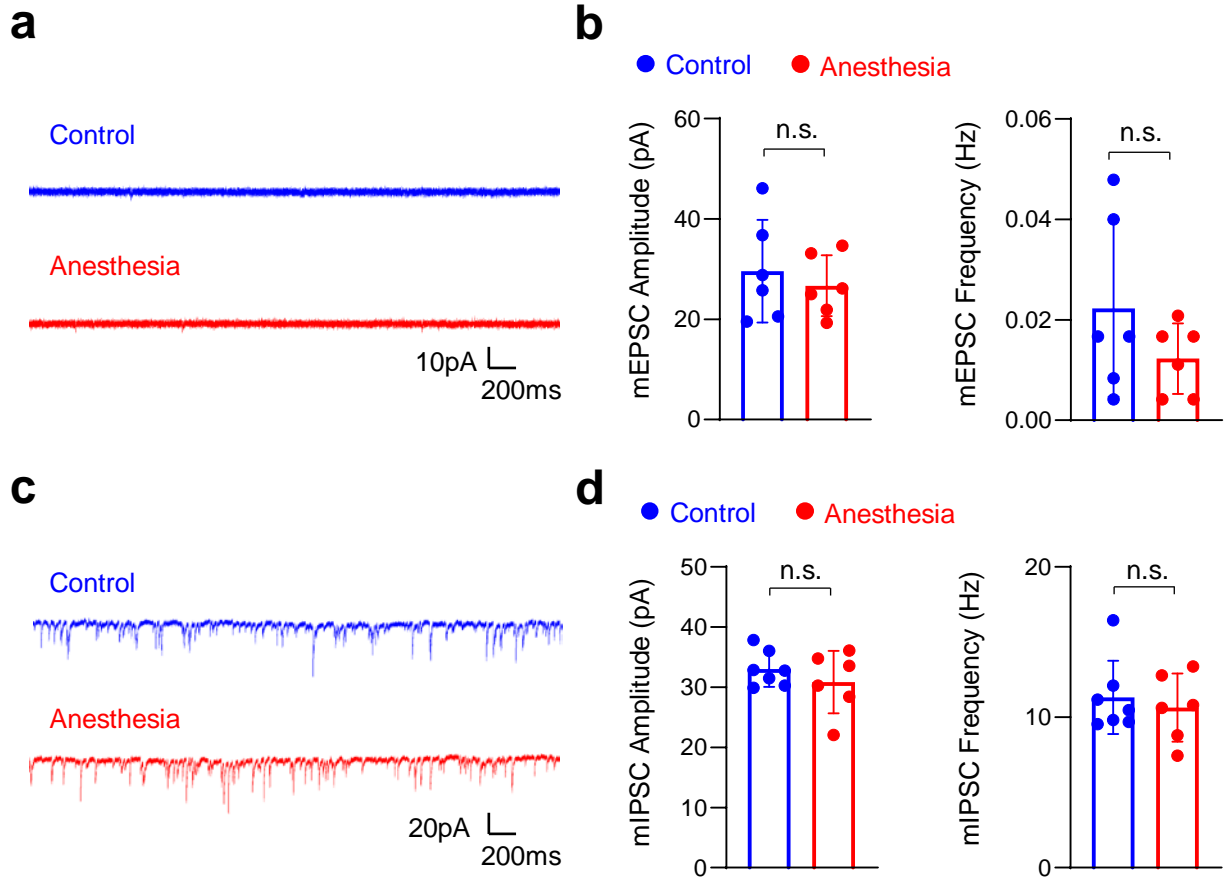 a
Control
Anesthesia
10pA
200ms
b
Control Anesthesia
mEPSC Amplitude (pA)
60
40
20
0
n.s.
mEPSC Frequency (Hz)
0.06
0.04
0.02
0.00
n.s.
c
Control
Anesthesia
20pA
200ms
d
Control Anesthesia
mIPSC Amplitude (pA)
50
40
30
20
10
0
n.s.
mIPSC Frequency (Hz)
20
10
0
n.s.